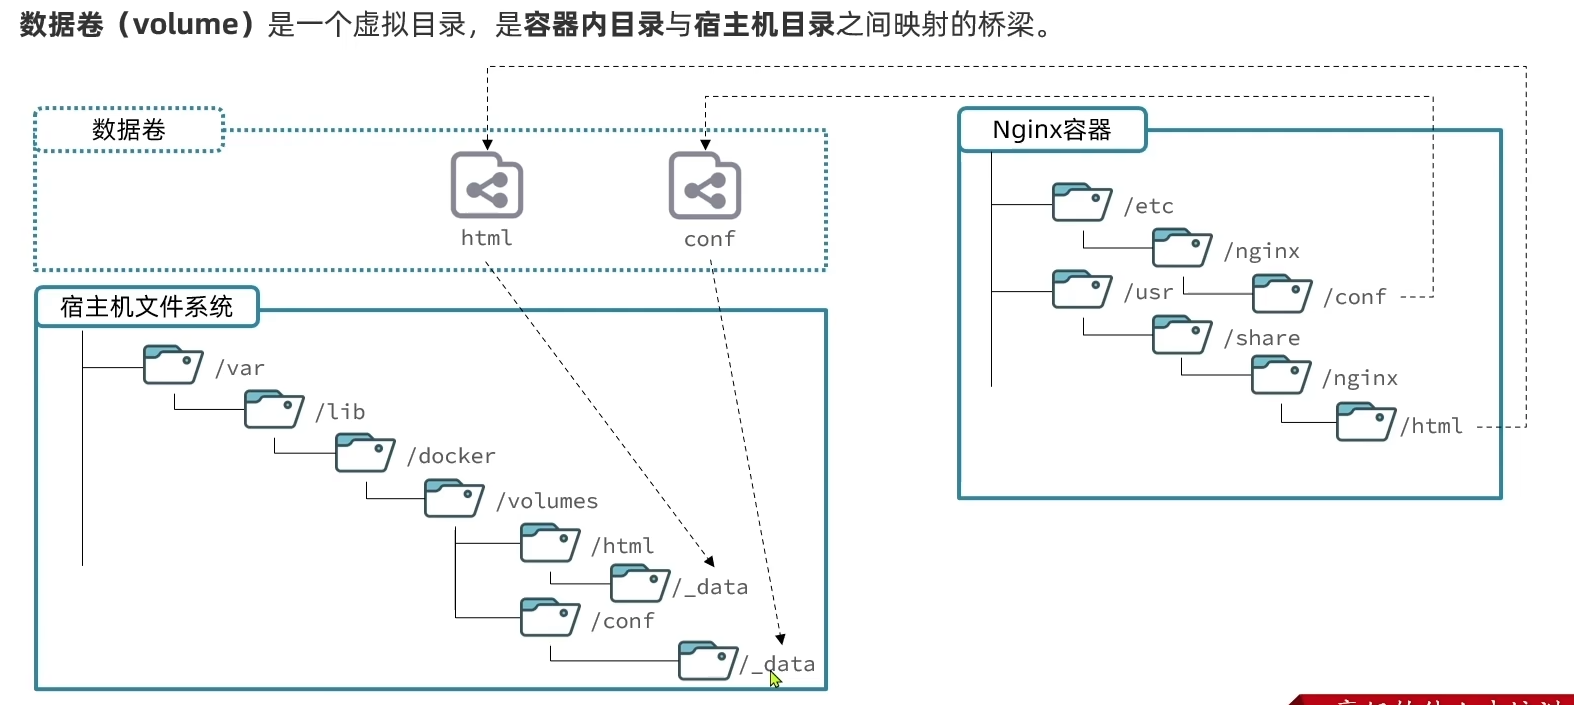 数据卷（volume）是一个虚拟目录，是容器内目录与宿主机目录之间映射的桥梁。
数据卷
html
conf
宿主机文件系统
/var
/lib
/docker
/volumes
/html
/_data
/conf
/_data
Nginx容器
/etc
/nginx
/conf
/usr
/share
/nginx
/html